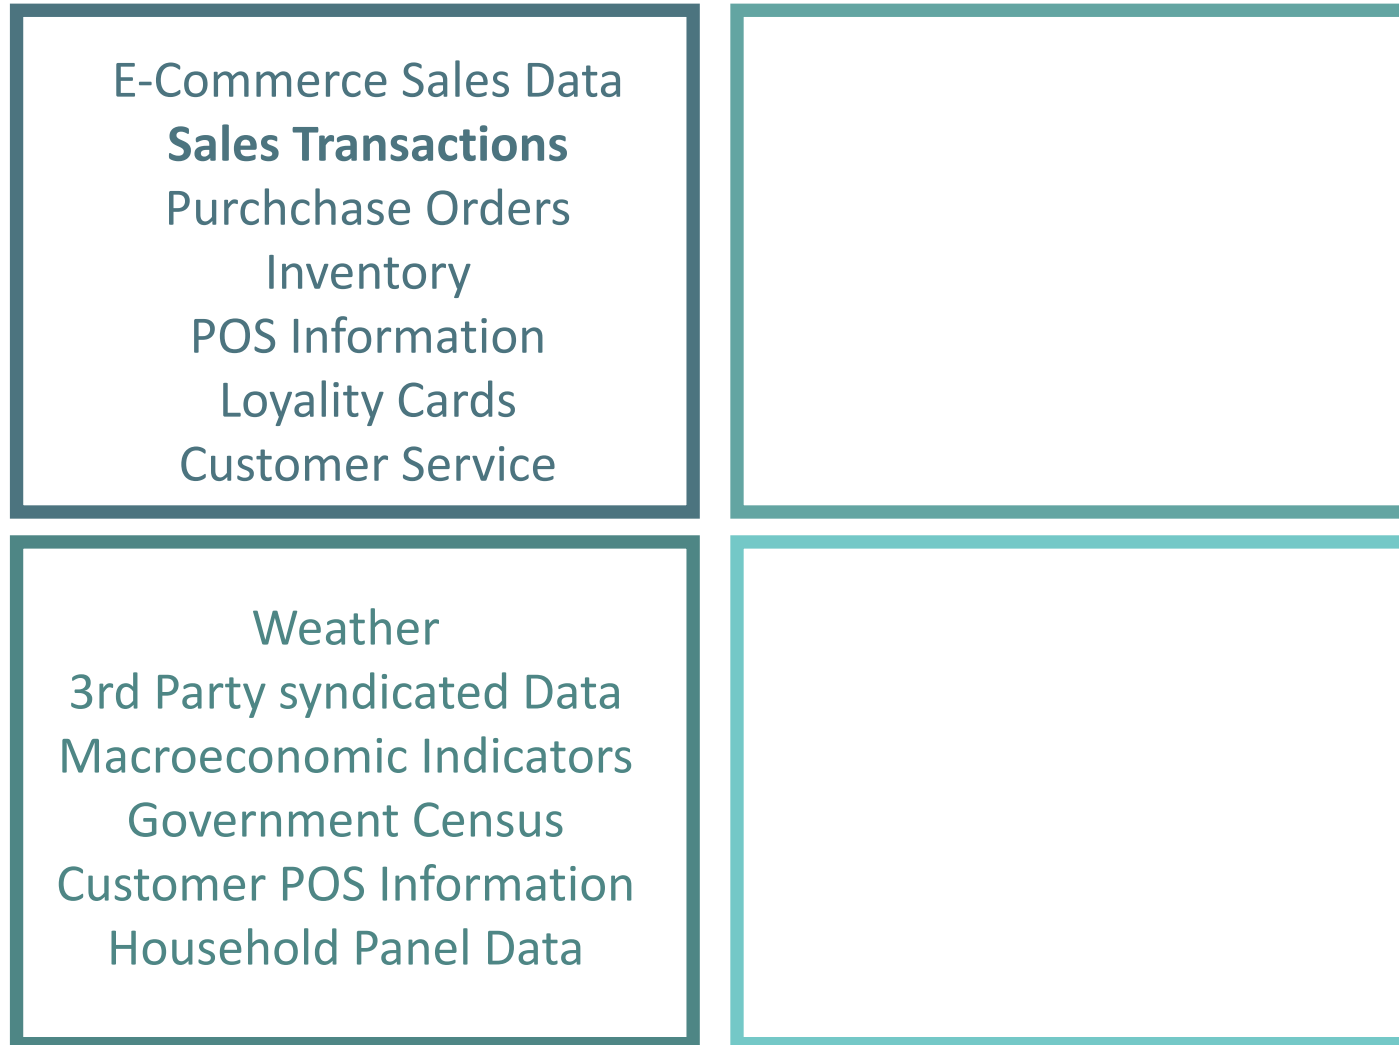 E-Commerce Sales Data
Sales Transactions
Purchchase Orders
Inventory
POS Information
Loyality Cards
Customer Service
Weather
3rd Party syndicated Data
Macroeconomic Indicators
Government Census
Customer POS Information
Household Panel Data